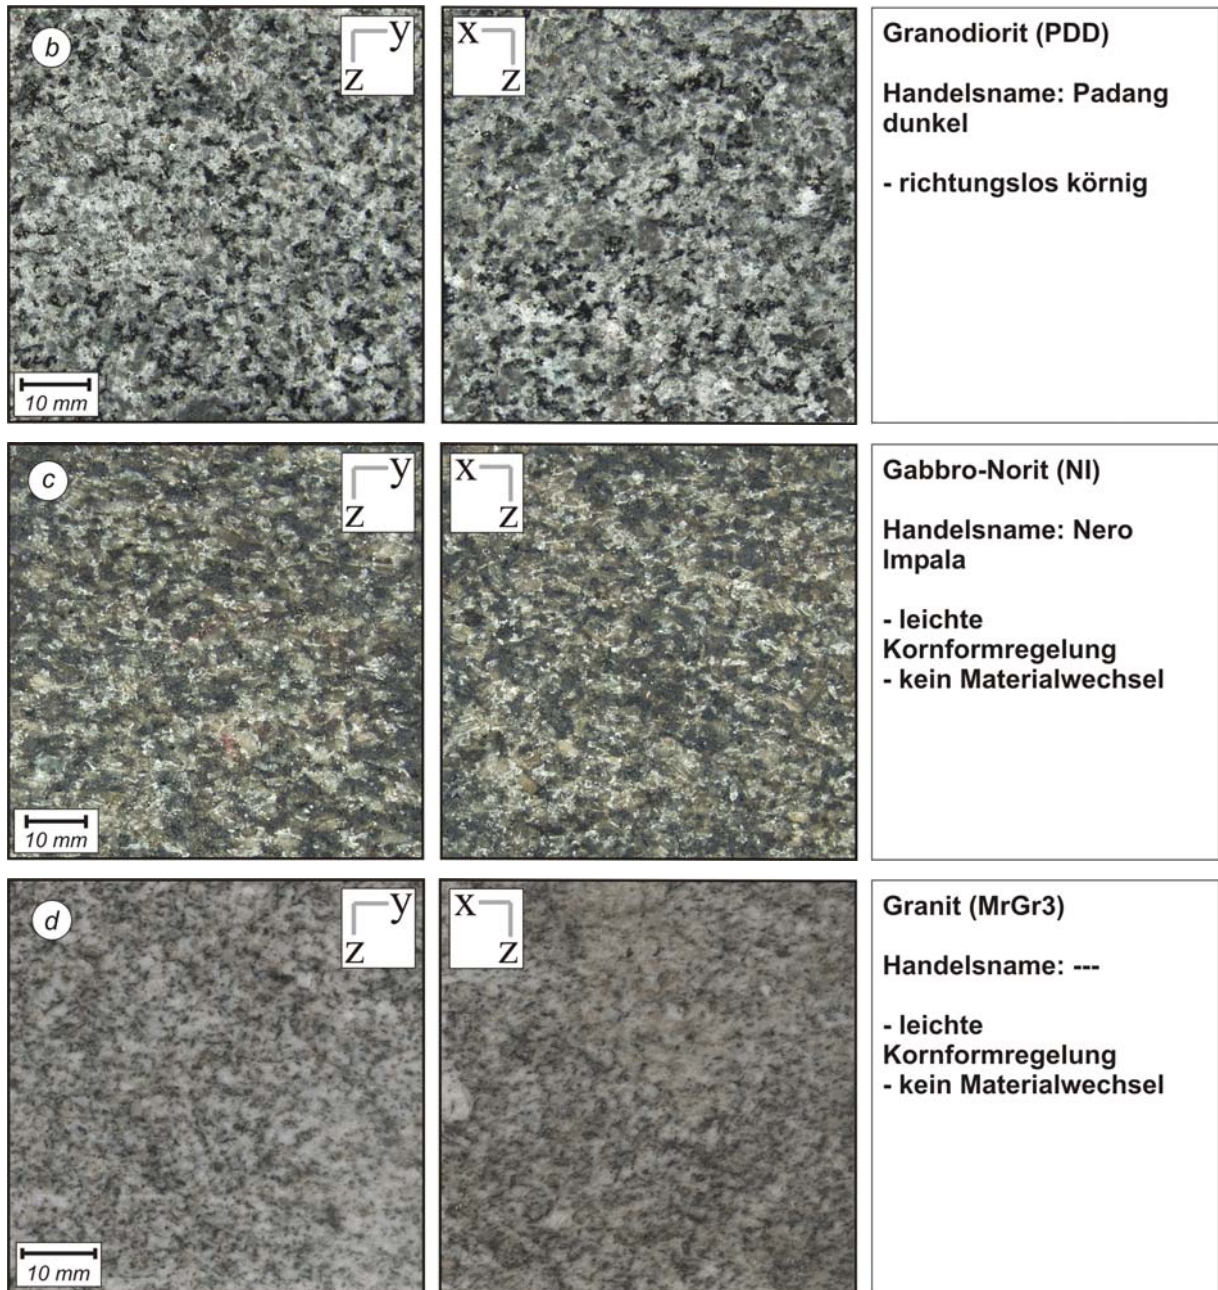 b
y
z
x
z
10 mm
Granodiorit (PDD)
Handelsname: Padang
dunkel
- richtungslos körnig
c
y
z
x
z
10 mm
Gabbro-Norit (NI)
Handelsname: Nero
Impala
- leichte
Kornformregelung
- kein Materialwechsel
d
y
z
x
z
10 mm
Granit (MrGr3)
Handelsname: ---
- leichte
Kornformregelung
- kein Materialwechsel